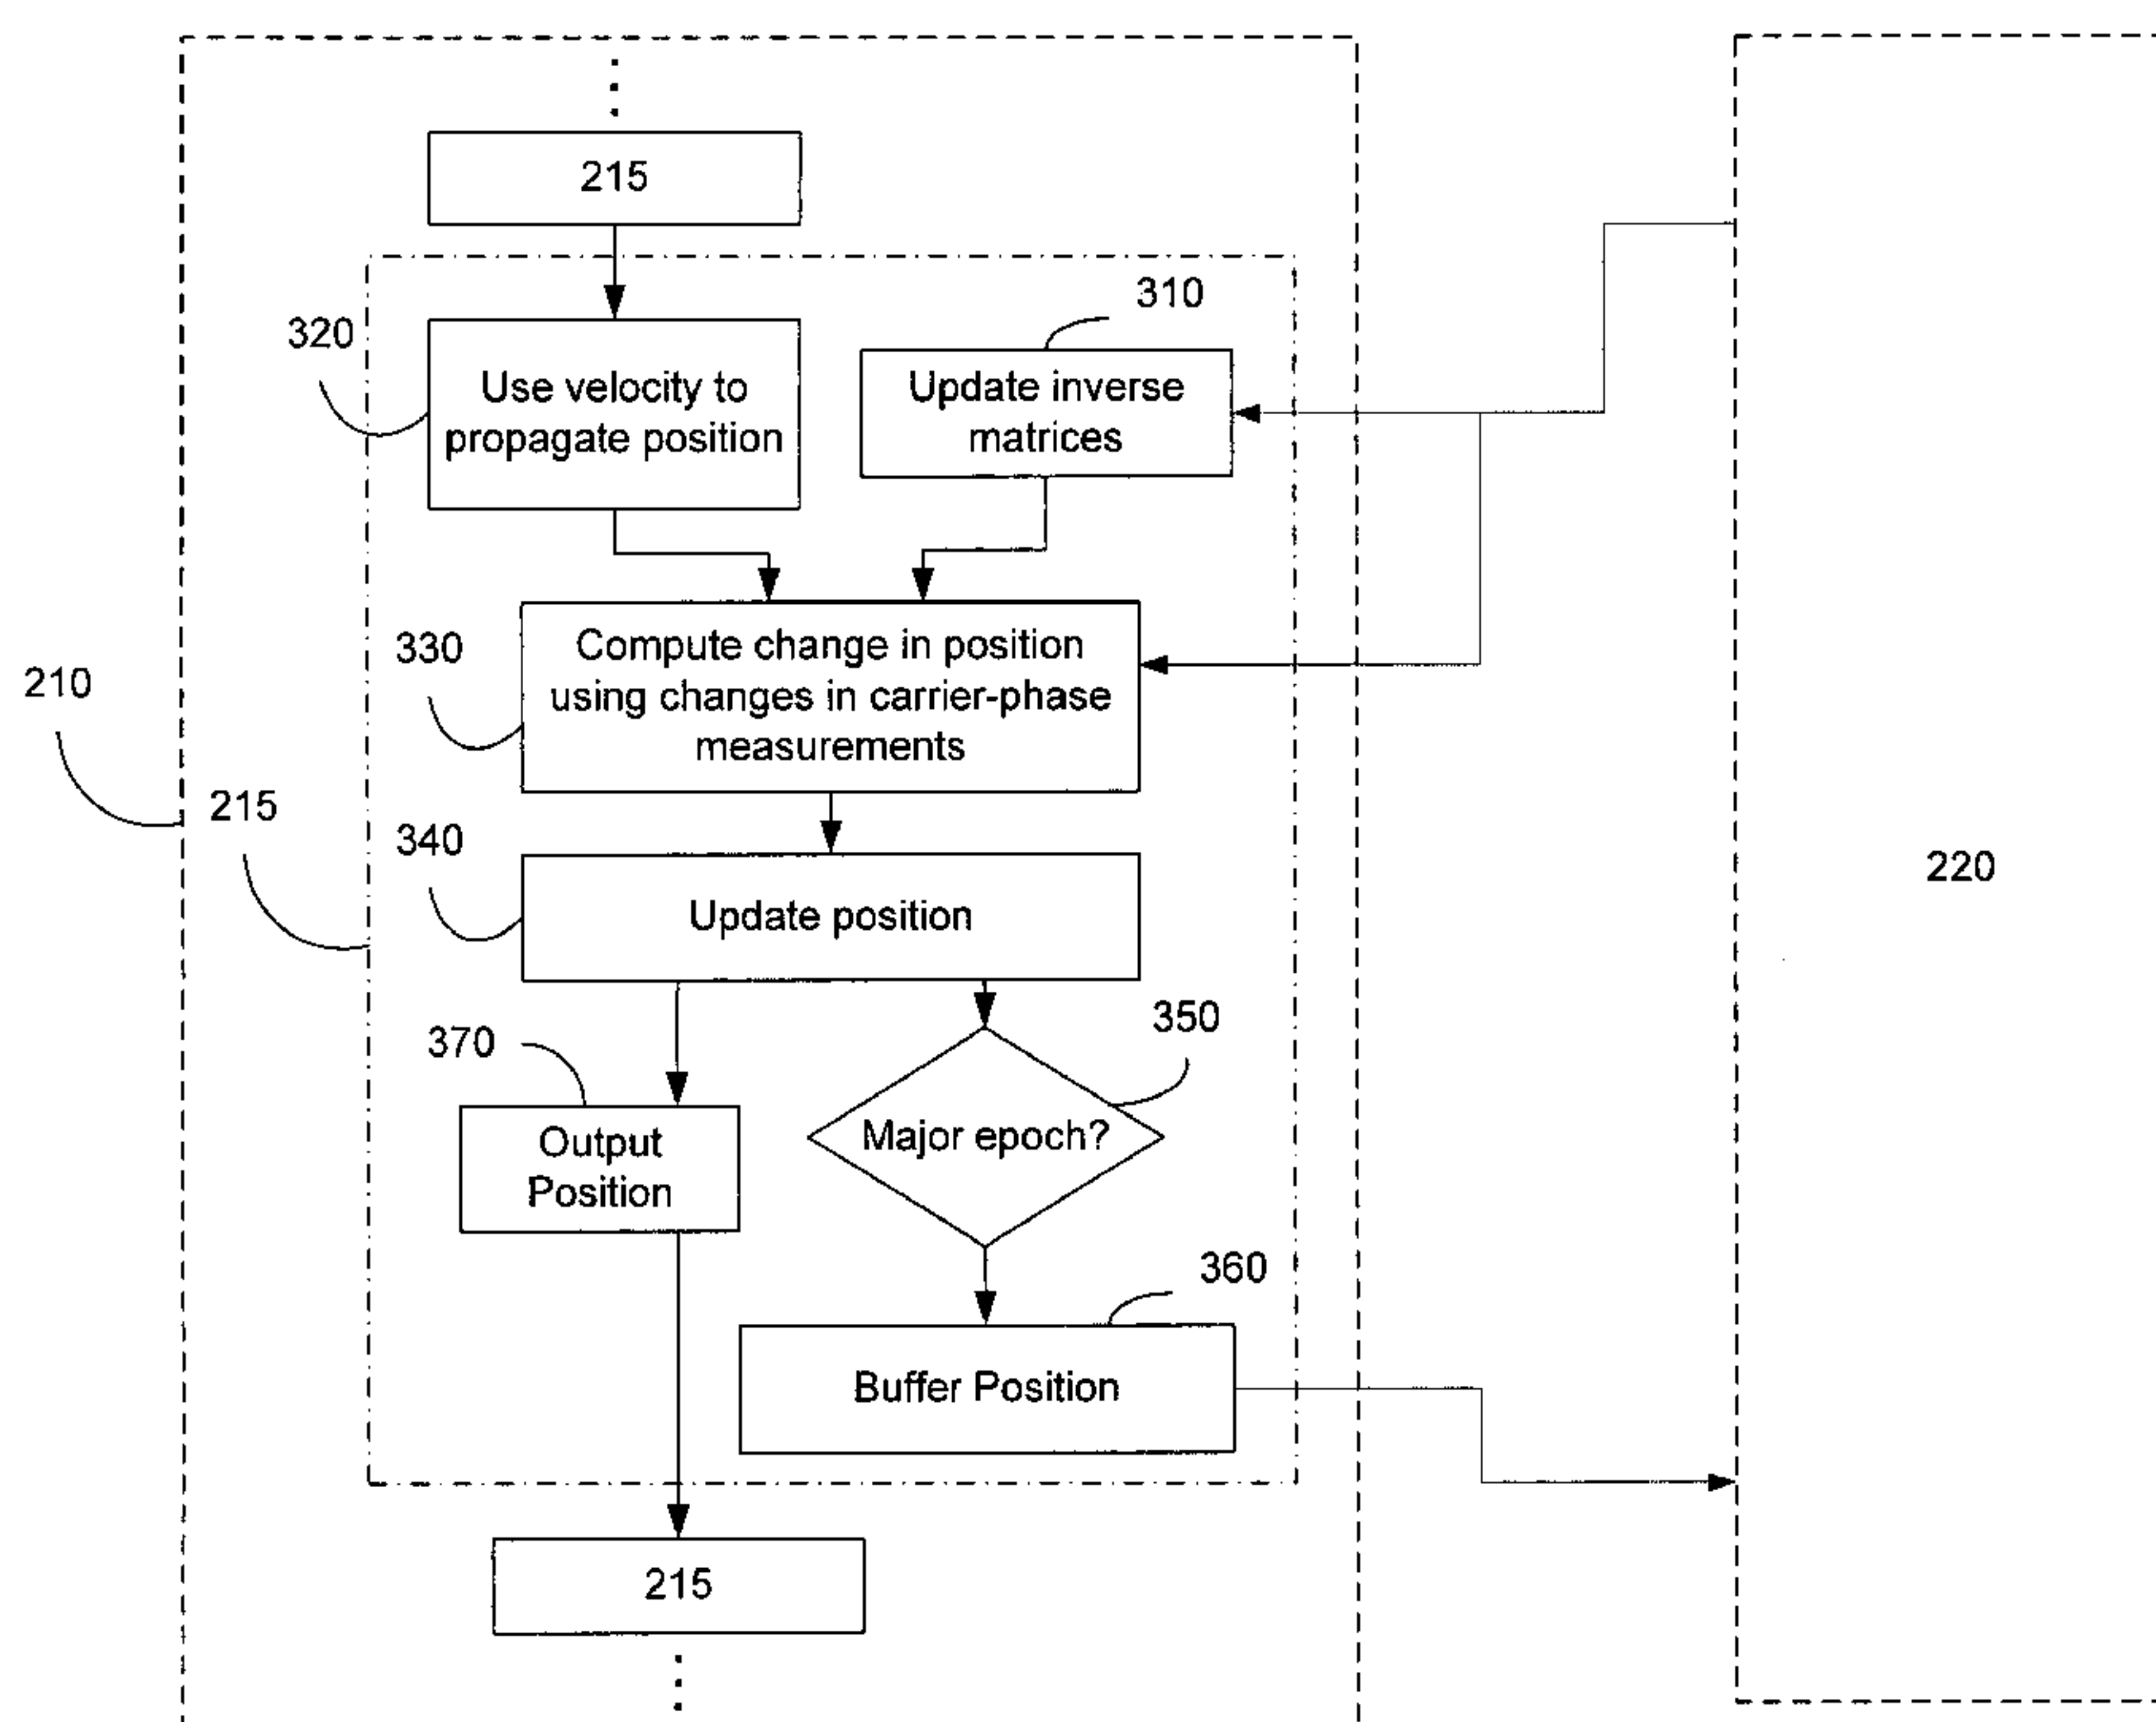 215
310
320
Use velocity to
propagate position
Update inverse
matrices
330
Compute change in position
using changes in carrier-phase
measurements
210
215
340
Update position
220
350
370
Major epoch?
Output
Position
360
Buffer Position
215